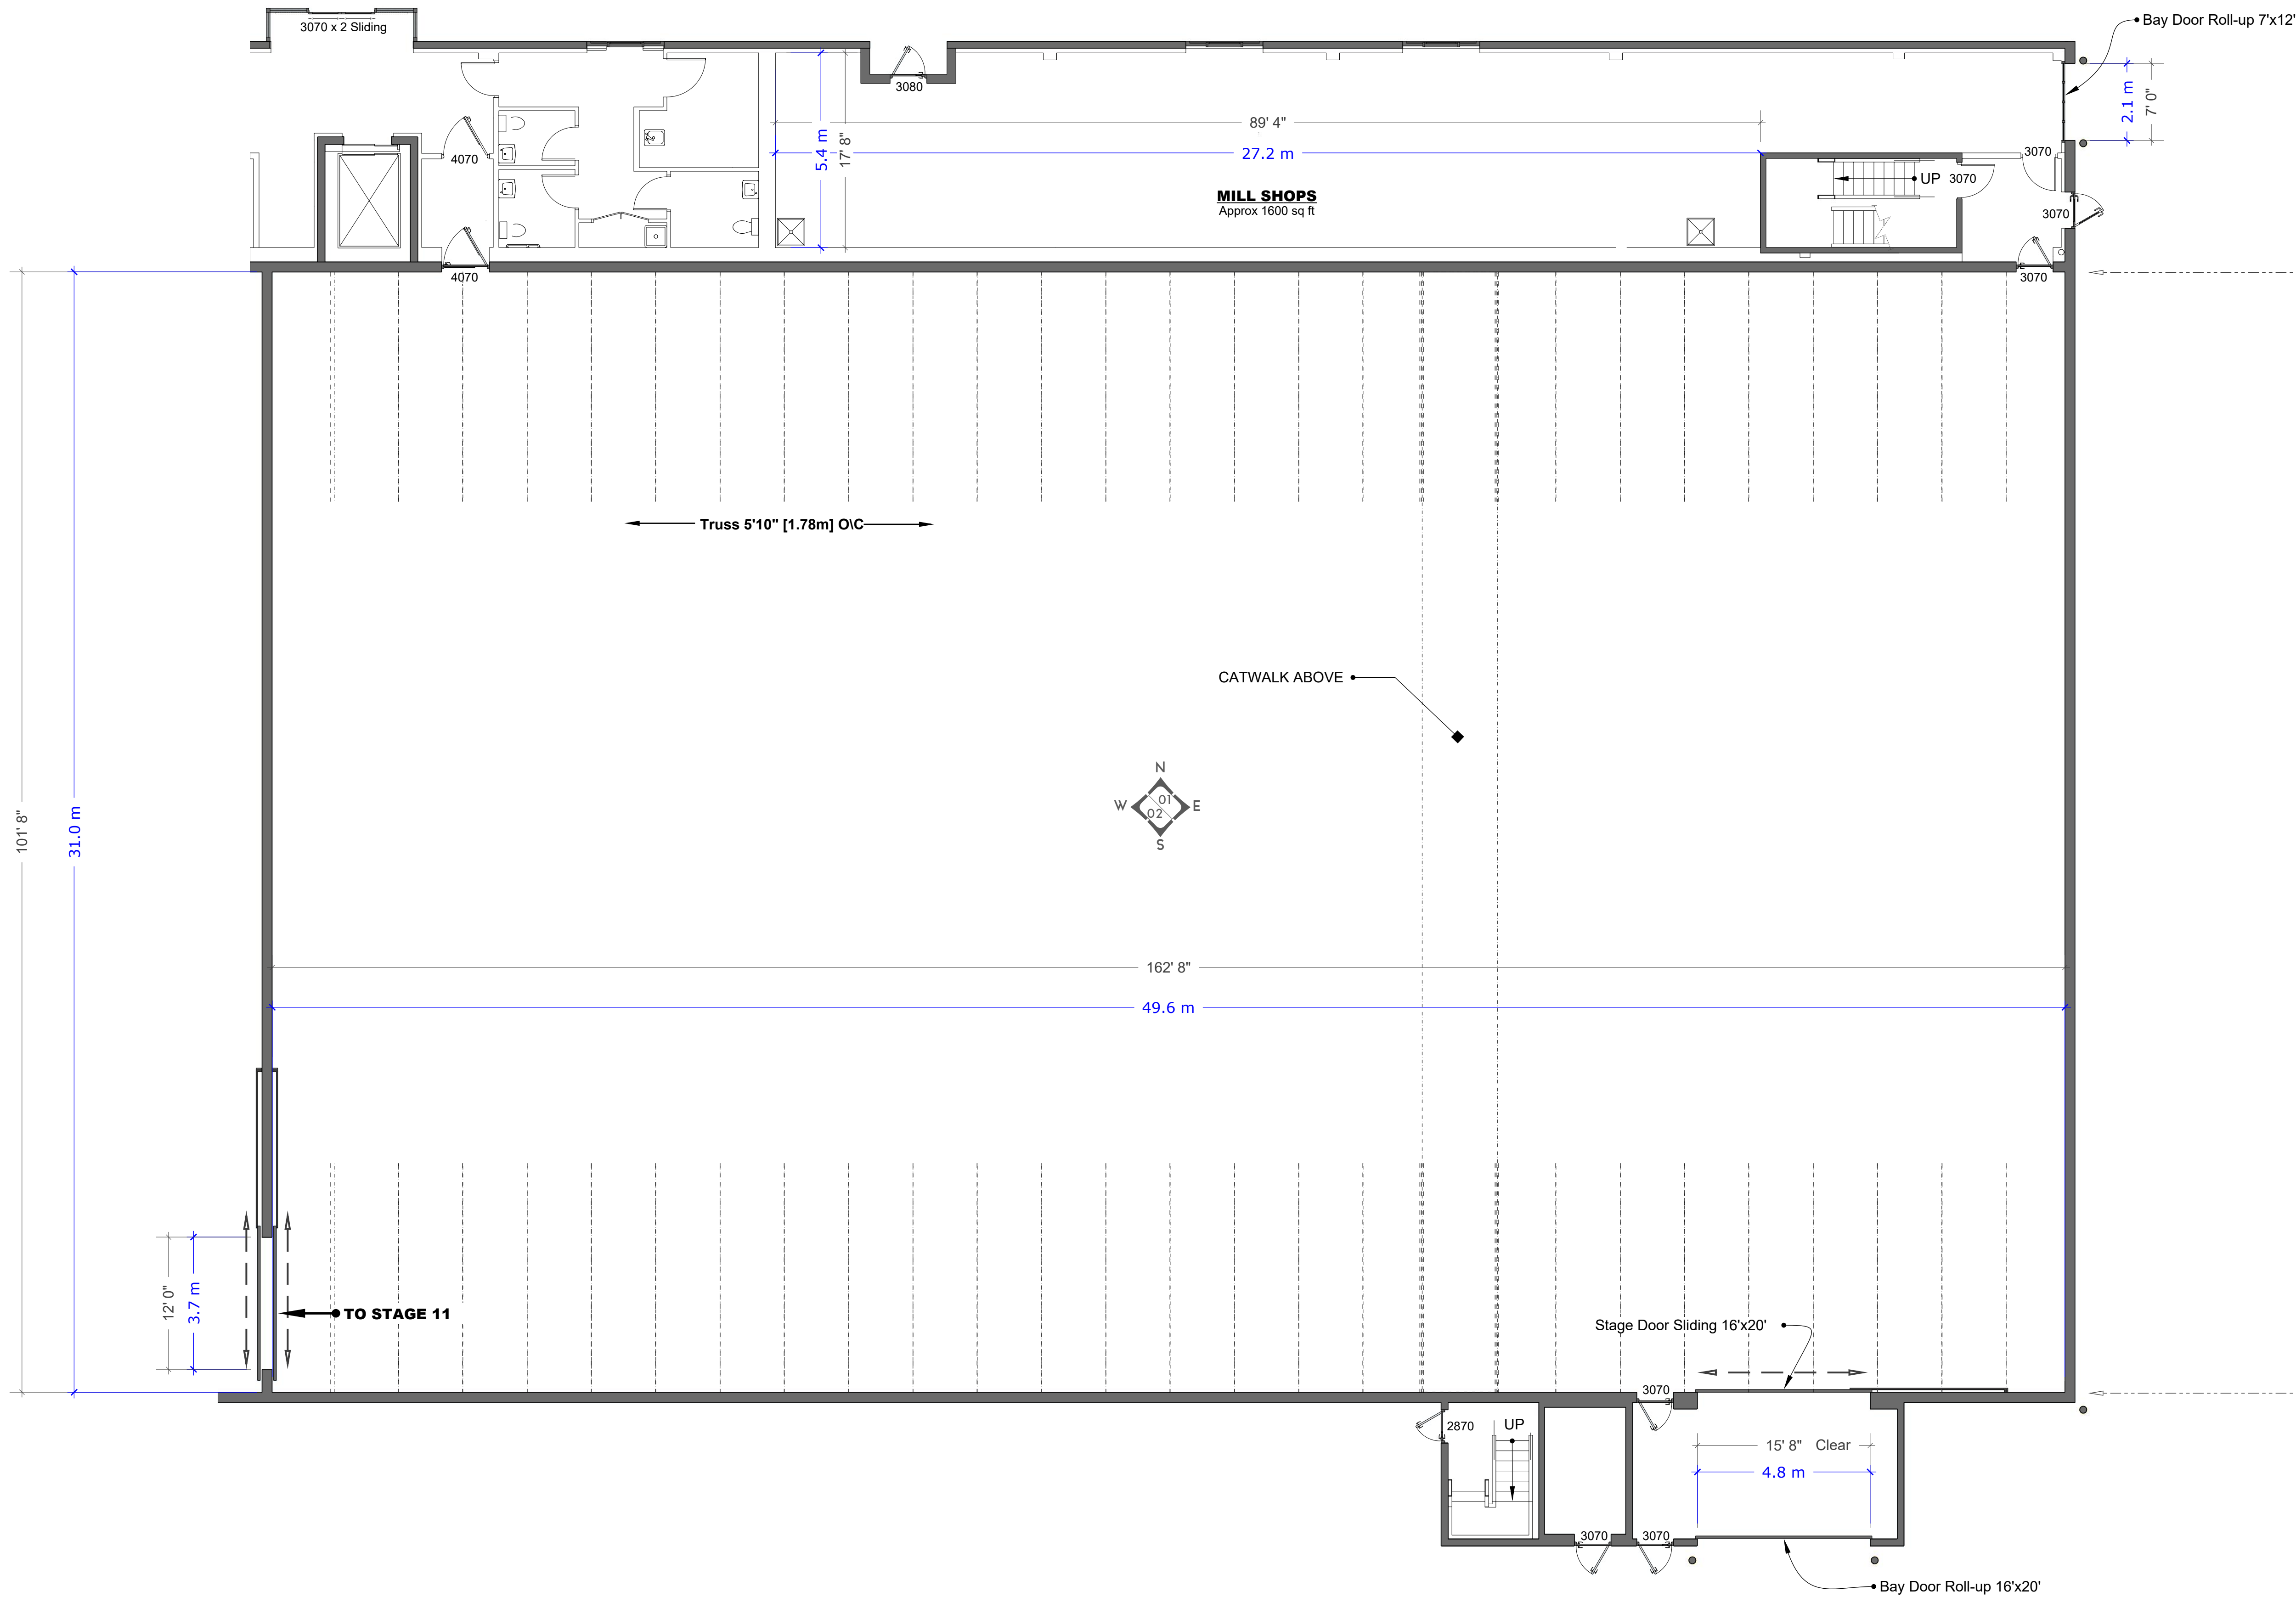 3070 x 2 Sliding
Bay Door Roll-up 7'x12'
3080
2.1 m
7' 0"
89' 4"
27.2 m
5.4 m
17' 8"
4070
MILL SHOPS
Approx 1600 sq ft
UP
3070
3070
3070
4070
3070
Truss 5'10" [1.78m] O\C
CATWALK ABOVE
N
W
01
02
E
S
101' 8"
31.0 m
162' 8"
49.6 m
12' 0"
3.7 m
TO STAGE 11
Stage Door Sliding 16'x20'
3070
2870
UP
15' 8" Clear
4.8 m
3070
3070
Bay Door Roll-up 16'x20'